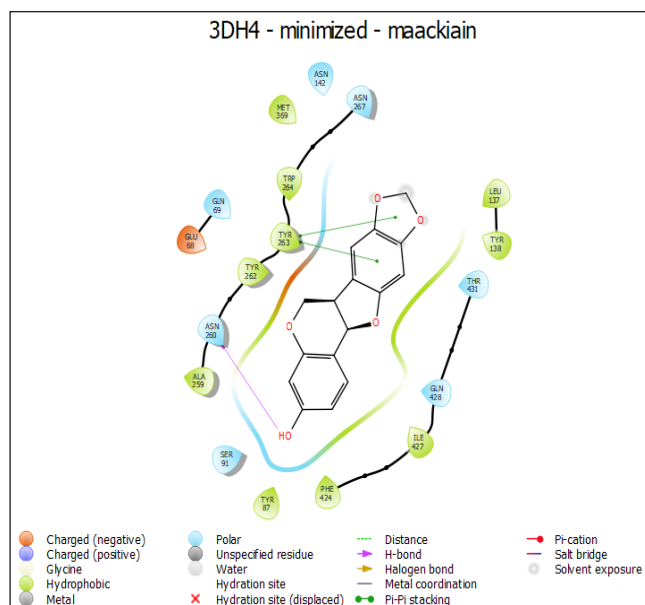 3DH4 - minimized - maackiain
ASN
142
MET
369
ASN
267
TRP
264
GLN
69
GLU
68
TYR
263
TYR
262
ASN
260
ALA
259
SER
91
TYR
87
PHE
424
ILE
427
GLN
428
THR
431
LEU
137
TYR
138
O
O
O
O
HO
Charged (negative)
Charged (positive)
Glycine
Hydrophobic
Metal
Polar
Unspecified residue
Water
Hydration site
Hydration site (displaced)
Distance
H-bond
Halogen bond
Metal coordination
Pi-Pi stacking
Pi-cation
Salt bridge
Solvent exposure